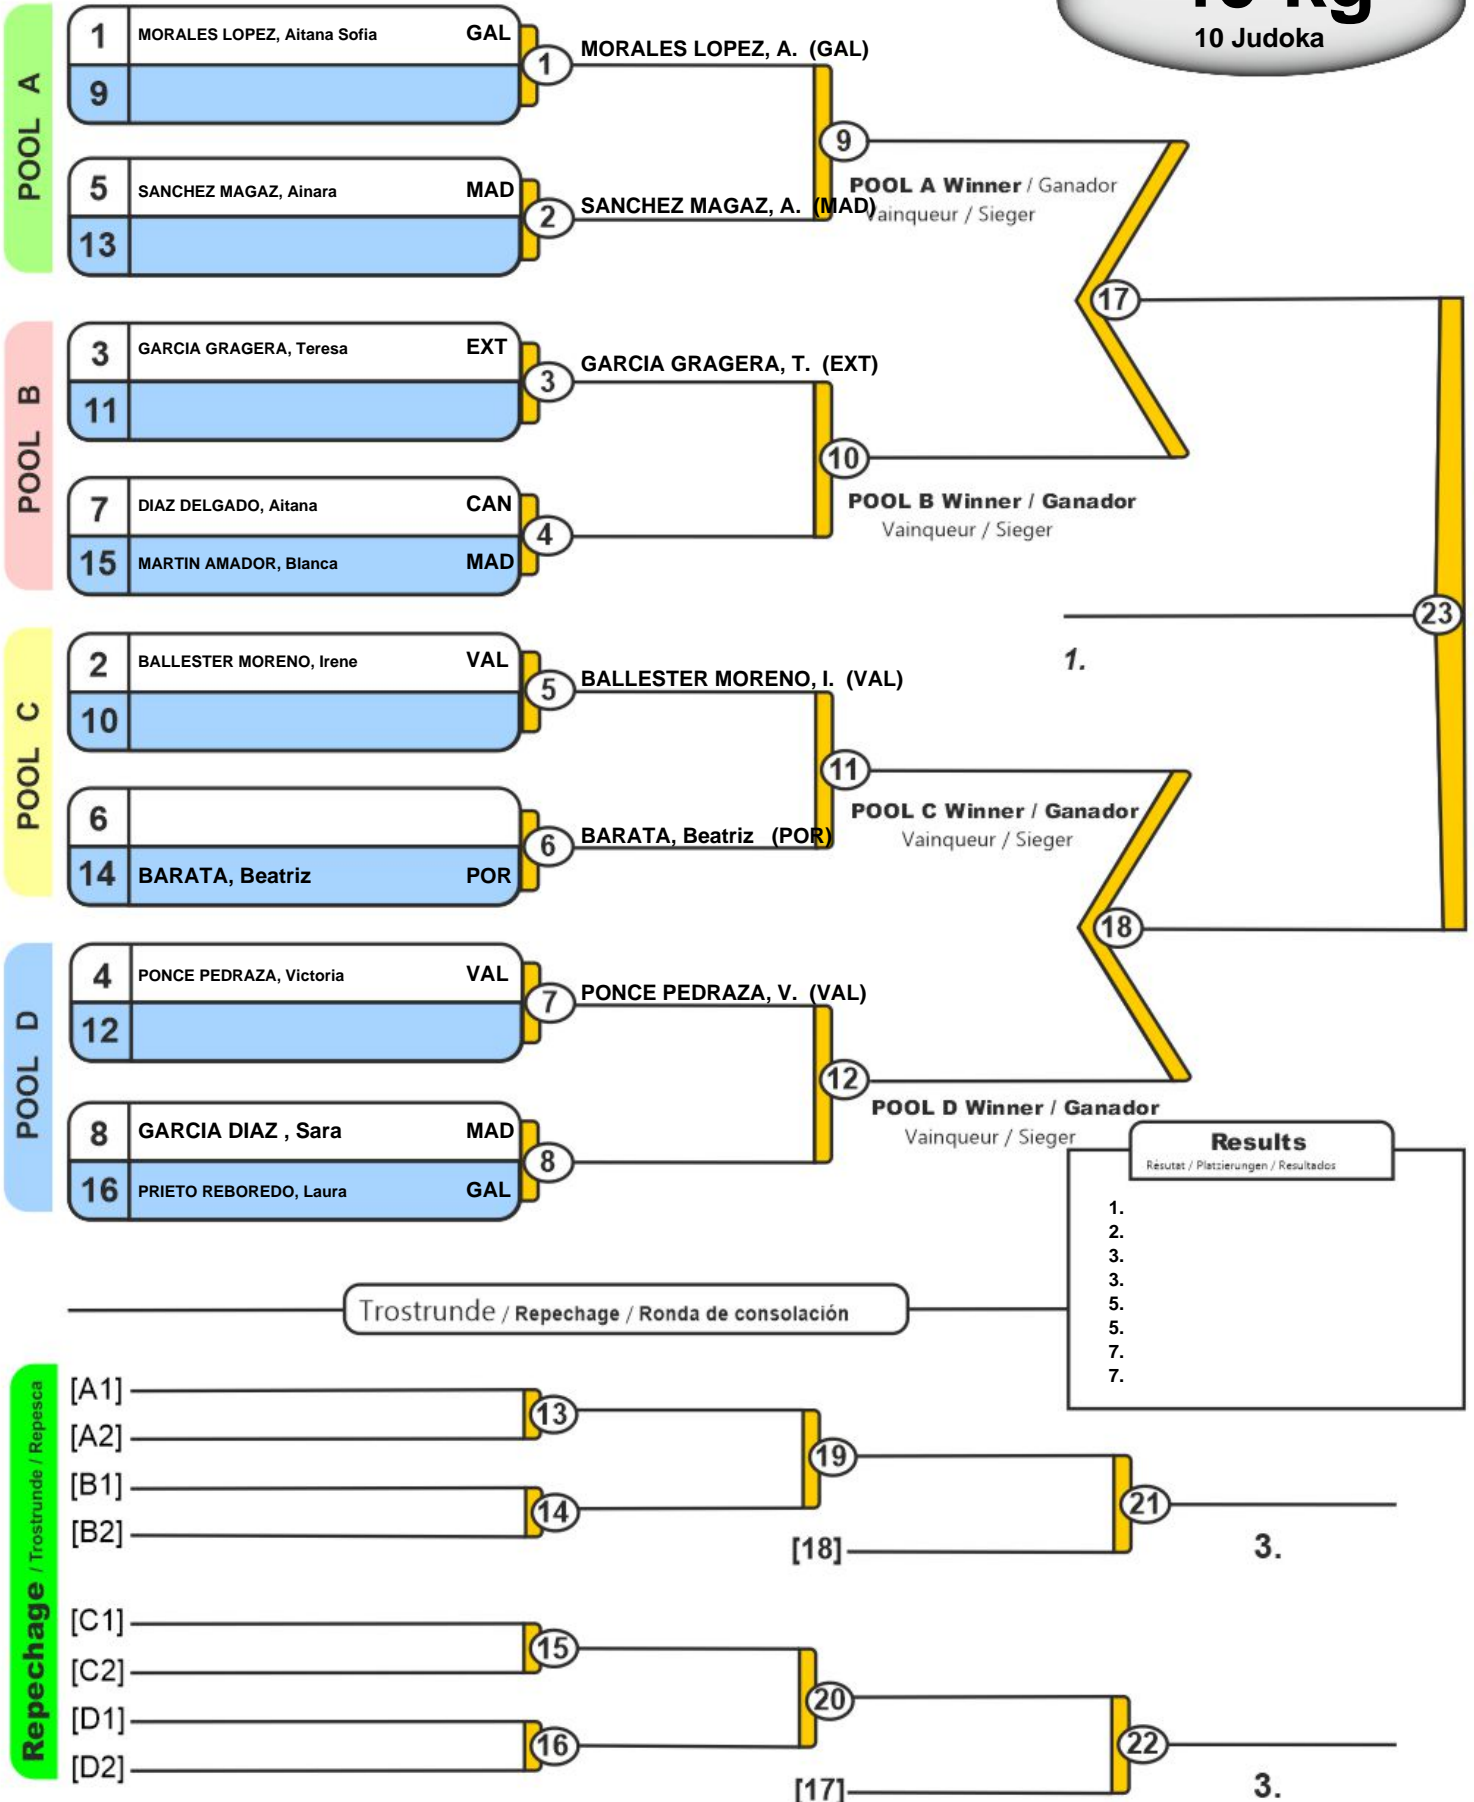 10 Judoka
POOL A
1 MORALES LOPEZ, Aitana Sofia GAL
9
1
MORALES LOPEZ, A. (GAL)
5 SANCHEZ MAGAZ, Ainara MAD
13
2
SANCHEZ MAGAZ, A. (MAD)
9
POOL A Winner / Ganador
Vainqueur / Sieger
POOL B
3 GARCIA GRAGERA, Teresa EXT
11
3
GARCIA GRAGERA, T. (EXT)
7 DIAZ DELGADO, Aitana CAN
15 MARTIN AMADOR, Blanca MAD
4
10
POOL B Winner / Ganador
Vainqueur / Sieger
17
POOL C
2 BALLESTER MORENO, Irene VAL
10
5
BALLESTER MORENO, I. (VAL)
6
14 BARATA, Beatriz POR
6
BARATA, Beatriz (POR)
11
POOL C Winner / Ganador
Vainqueur / Sieger
POOL D
4 PONCE PEDRAZA, Victoria VAL
12
7
PONCE PEDRAZA, V. (VAL)
8 GARCIA DIAZ , Sara MAD
16 PRIETO REBOREDO, Laura GAL
8
12
POOL D Winner / Ganador
Vainqueur / Sieger
18
23
1.
Results
Résutat / Platzierungen / Resultados
1.
2.
3.
3.
5.
5.
7.
7.
Trostrunde / Repechage / Ronda de consolación
Repechage / Trostrunde / Repesca
[A1]
[A2]
13
[B1]
[B2]
14
19
[18]
21
3.
[C1]
[C2]
15
[D1]
[D2]
16
20
[17]
22
3.